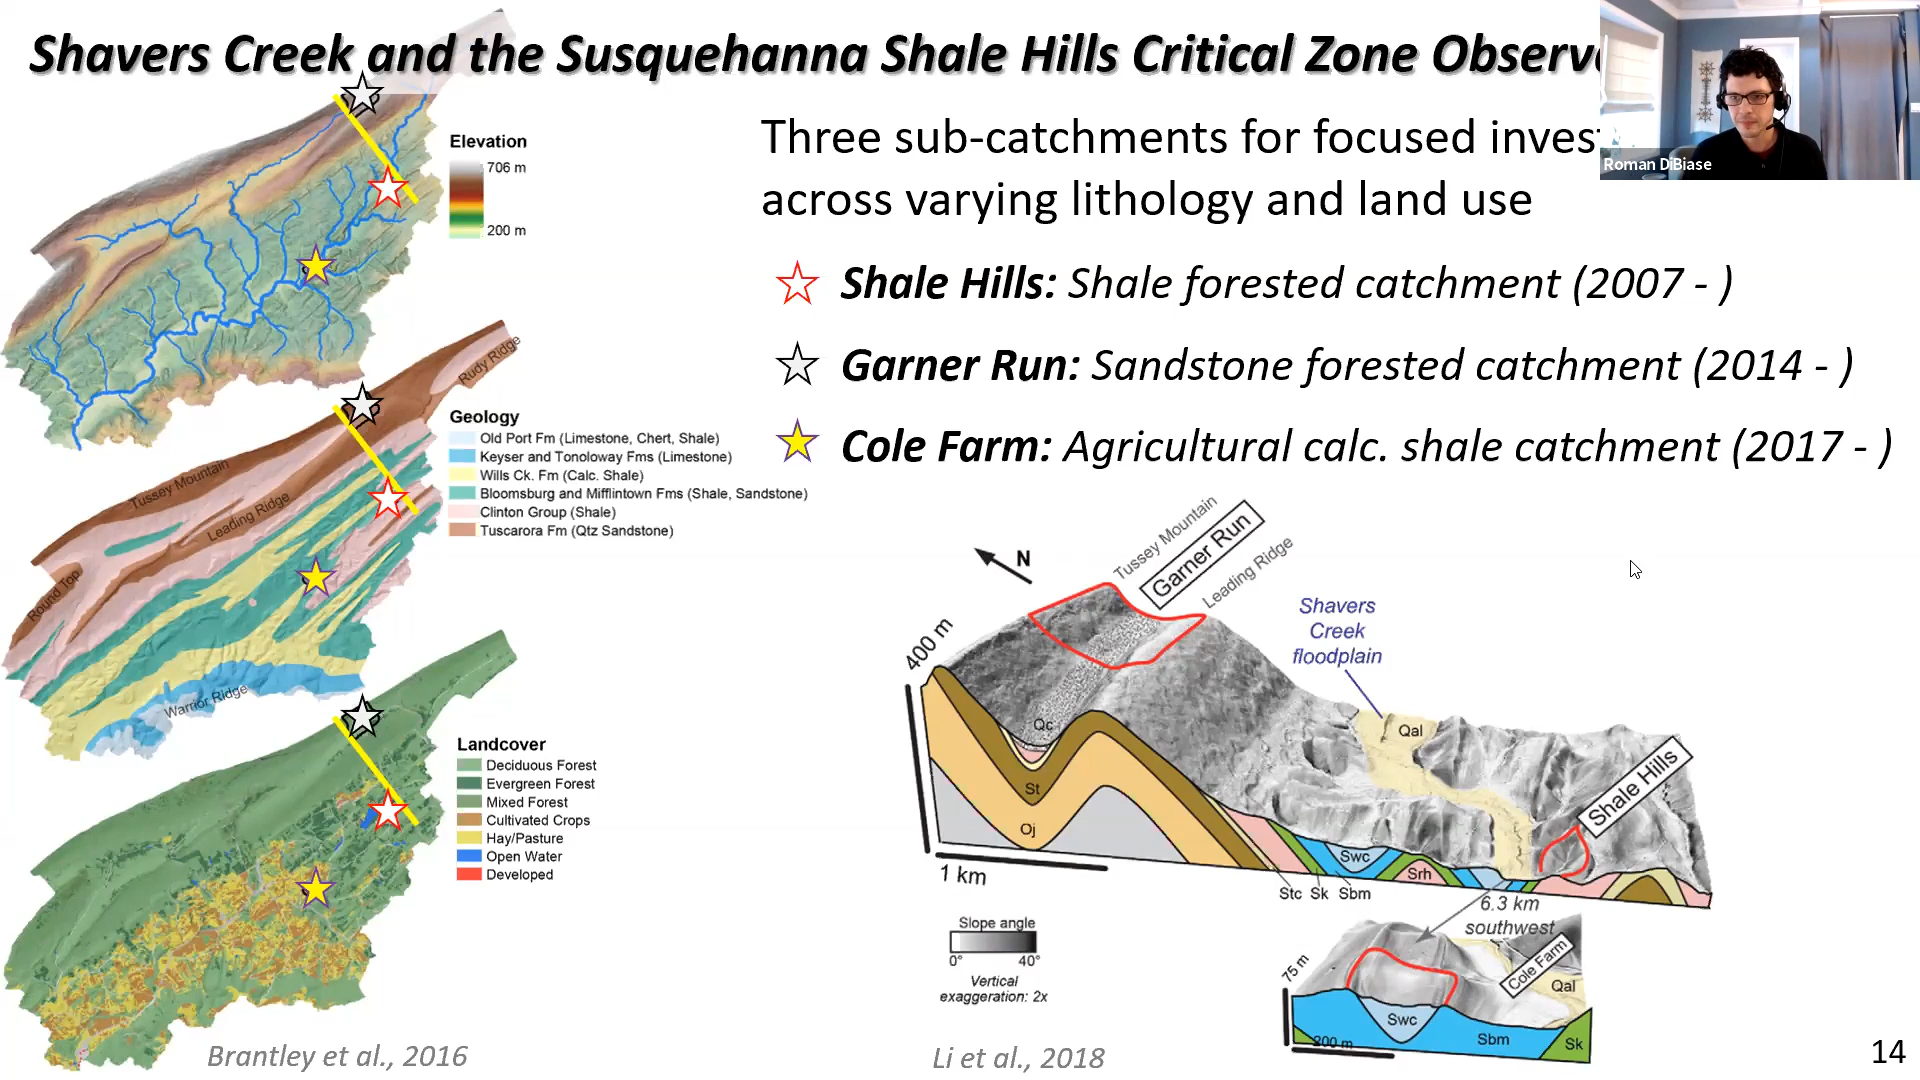 Shavers Creek and the Susquehanna Shale Hills Critical Zone Observ
Roman DiBiase
Three sub-catchments for focused inves
across varying lithology and land use
Shale Hills: Shale forested catchment (2007 - )
Garner Run: Sandstone forested catchment (2014 - )
Cole Farm: Agricultural calc. shale catchment (2017 - )
Elevation
706 m
200 m
Rudy Ridge
Tussey Mountain
Leading Ridge
Round Top
Warrior Ridge
Geology
Old Port Fm (Limestone, Chert, Shale)
Keyser and Tonoloway Fms (Limestone)
Wills Ck. Fm (Calc. Shale)
Bloomsburg and Mifflintown Fms (Shale, Sandstone)
Clinton Group (Shale)
Tuscarora Fm (Qtz Sandstone)
Landcover
Deciduous Forest
Evergreen Forest
Mixed Forest
Cultivated Crops
Hay/Pasture
Open Water
Developed
Brantley et al., 2016
N
Tussey Mountain
Garner Run
Leading Ridge
Shavers
Creek
floodplain
400 m
Qc
Qal
Shale Hills
St
Oj
1 km
Swc
Srh
Stc Sk Sbm
6.3 km
southwest
Slope angle
0° 40°
Vertical
exaggeration: 2x
75 m
Cole Farm
Qal
Swc
Sbm
Sk
200 m
Li et al., 2018
14